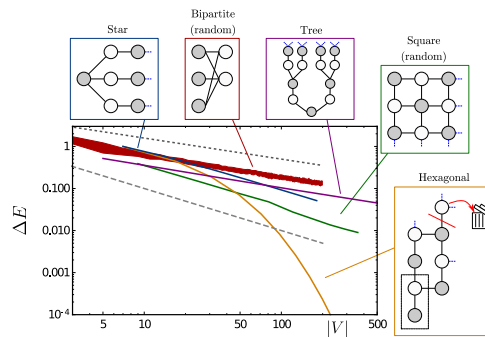 Star
Bipartite
(random)
Tree
Square
(random)
Hexagonal
ΔE
1
0.100
0.010
0.001
10⁻⁴
5
10
50
100
500
|V|